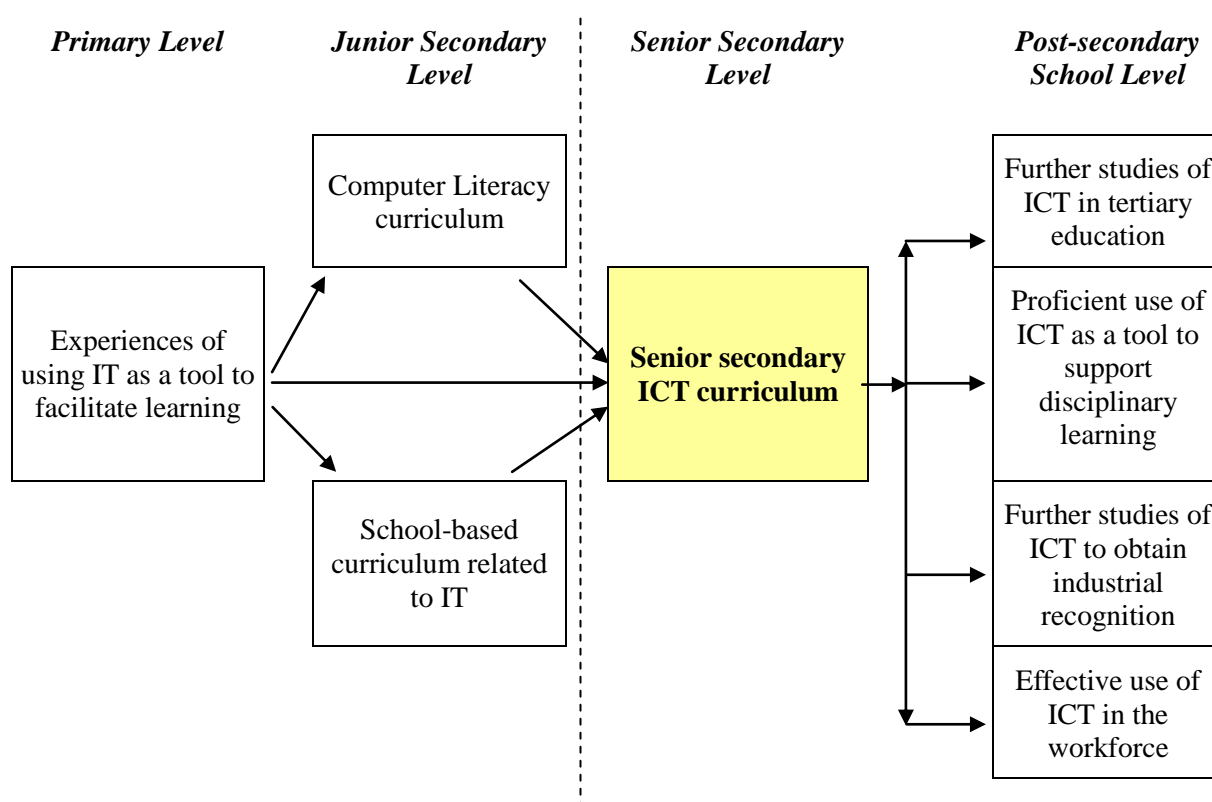 Primary Level
Junior Secondary
Level
Senior Secondary
Level
Post-secondary
School Level
Experiences of
using IT as a tool to
facilitate learning
Computer Literacy
curriculum
School-based
curriculum related
to IT
Senior secondary
ICT curriculum
Further studies of
ICT in tertiary
education
Proficient use of
ICT as a tool to
support
disciplinary
learning
Further studies of
ICT to obtain
industrial
recognition
Effective use of
ICT in the
workforce